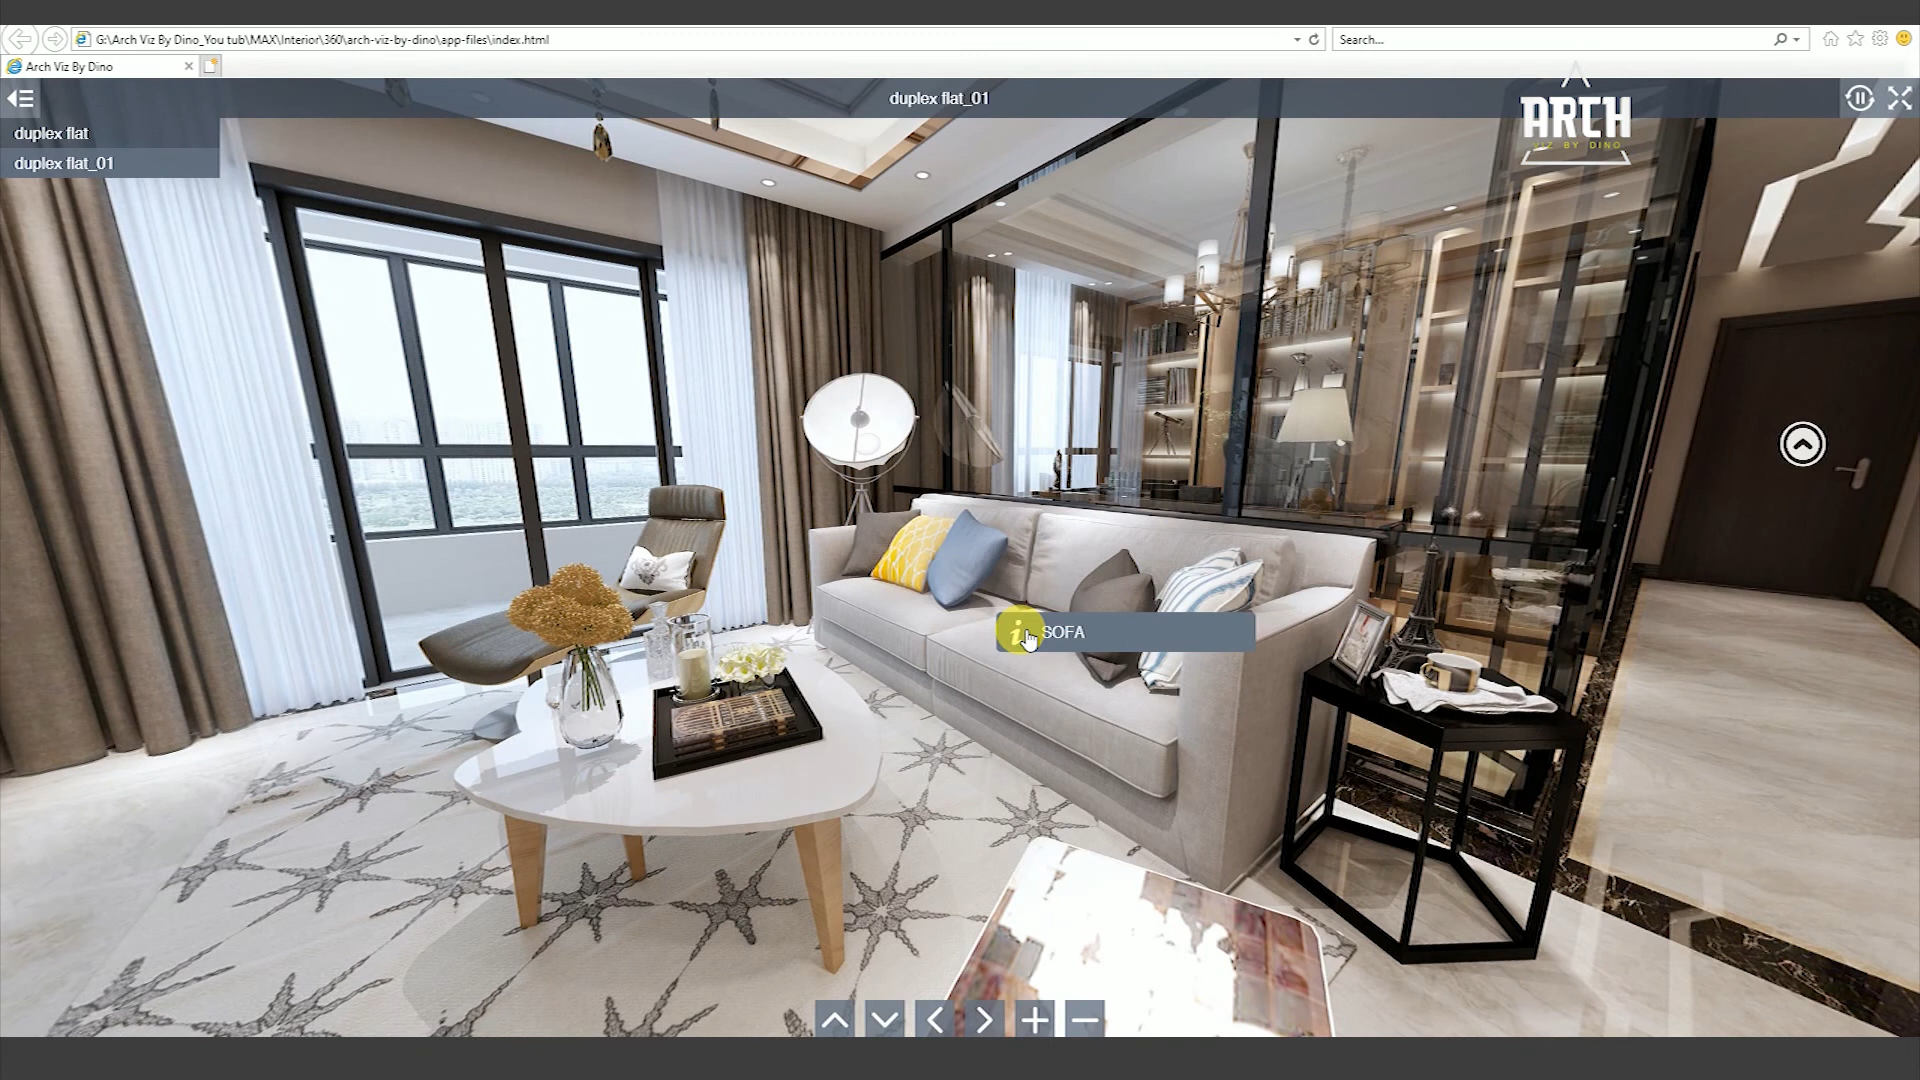 G:\Arch Viz By Dino_You tub\MAX\Interior\360\arch-viz-by-dino\app-files\index.html
Search...
Arch Viz By Dino
duplex flat_01
ARCH
VIZ BY DINO
duplex flat
duplex flat_01
i SOFA